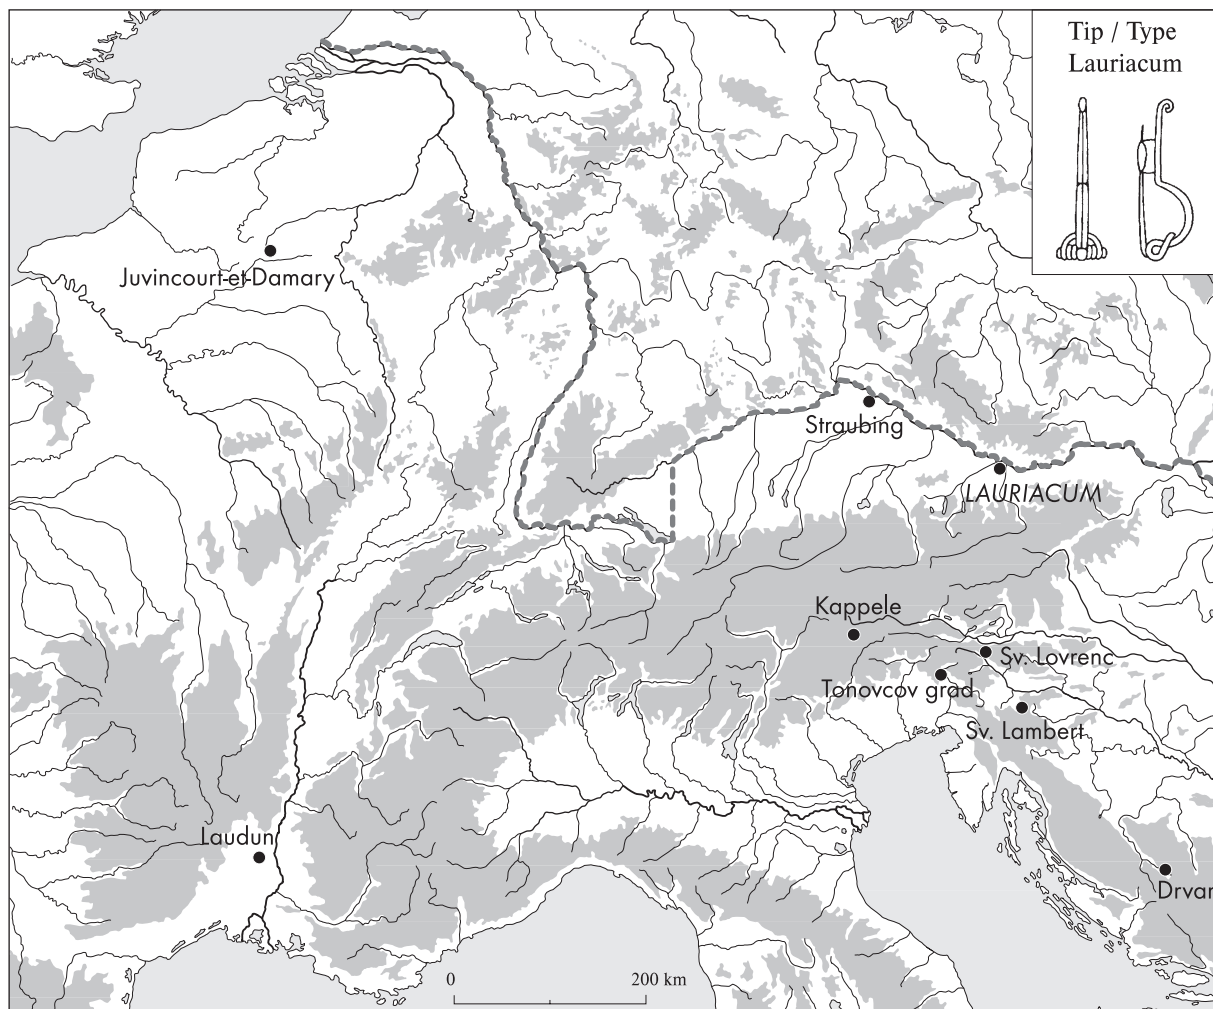 Tip / Type
Lauriacum
Juvincourt-et-Damary
Straubing
LAURIACUM
Kappele
Sv. Lovrenc
Tonovcov grad
Sv. Lambert
Laudun
Drvar
0 200 km